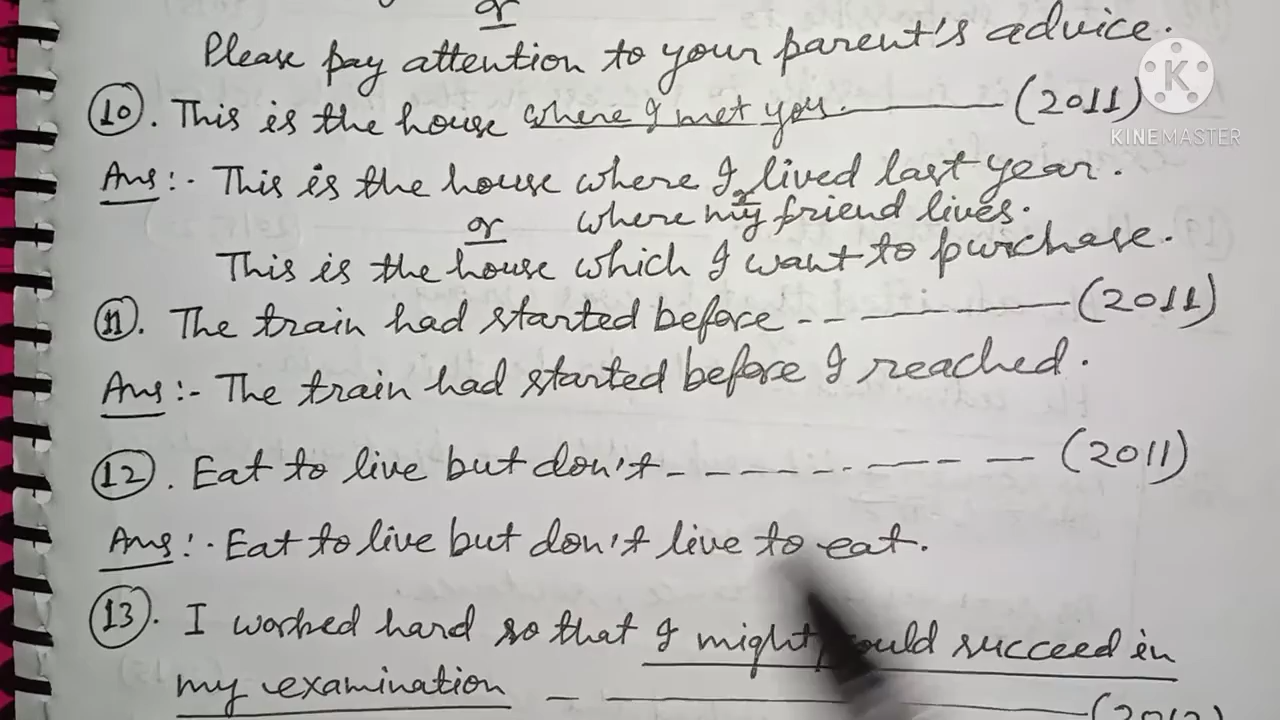 or
Please pay attention to your parent's advice.
(10). This is the house where I met you. (2011)
Ans:- This is the house where I lived last year.
or
where my friend lives.
or
This is the house which I want to purchase.
(11). The train had started before ------- (2011)
Ans:- The train had started before I reached.
(12). Eat to live but don't --------- (2011)
Ans:- Eat to live but don't live to eat.
(13). I worked hard so that I might/could succeed in
my examination ------
KINEMASTER